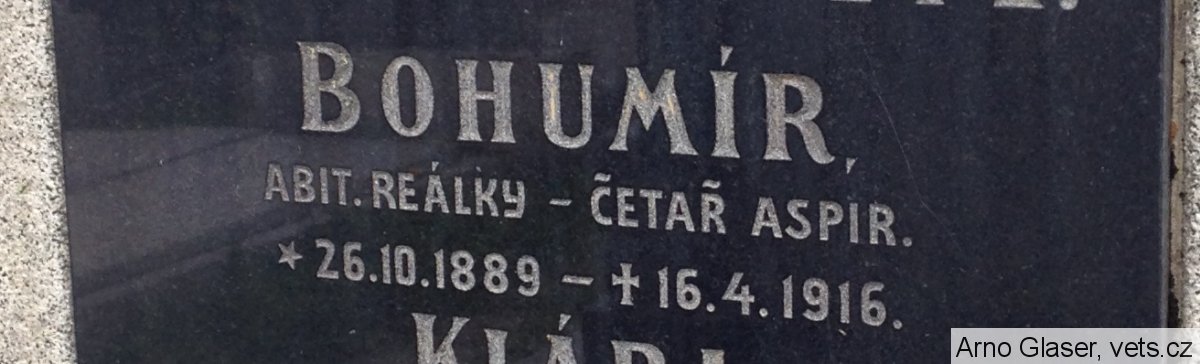 BOHUMÍR,
ABIT. REÁLKY – ČETAŘ ASPIR.
* 26.10.1889 – ✝ 16.4.1916.
Arno Glaser, vets.cz